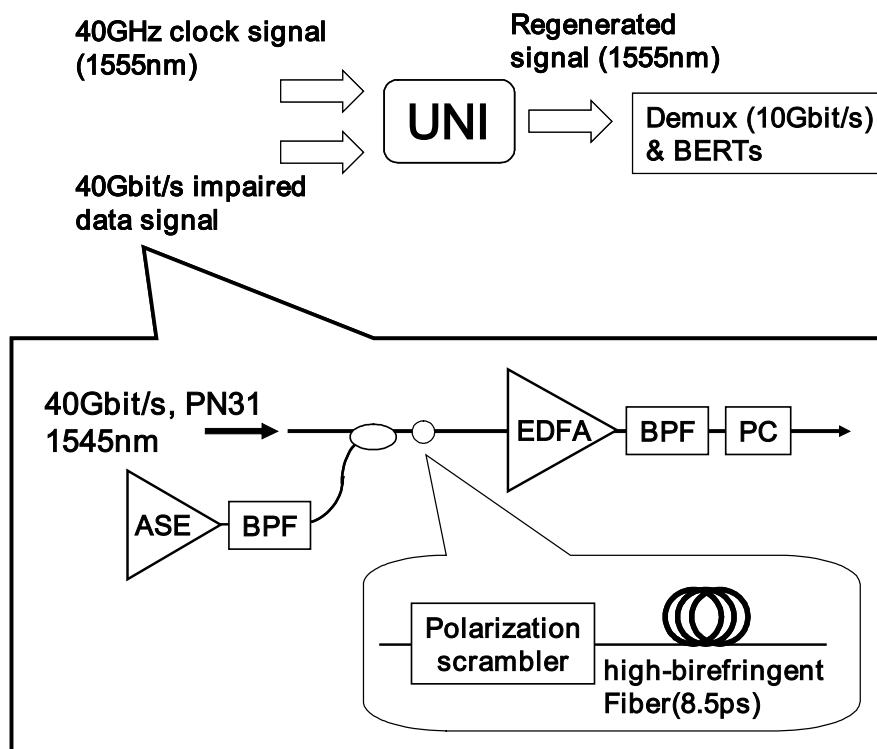 40GHz clock signal
(1555nm)
Regenerated
signal (1555nm)
UNI
Demux (10Gbit/s)
& BERTs
40Gbit/s impaired
data signal
40Gbit/s, PN31
1545nm
EDFA
BPF
PC
ASE
BPF
Polarization
scrambler
high-birefringent
Fiber(8.5ps)